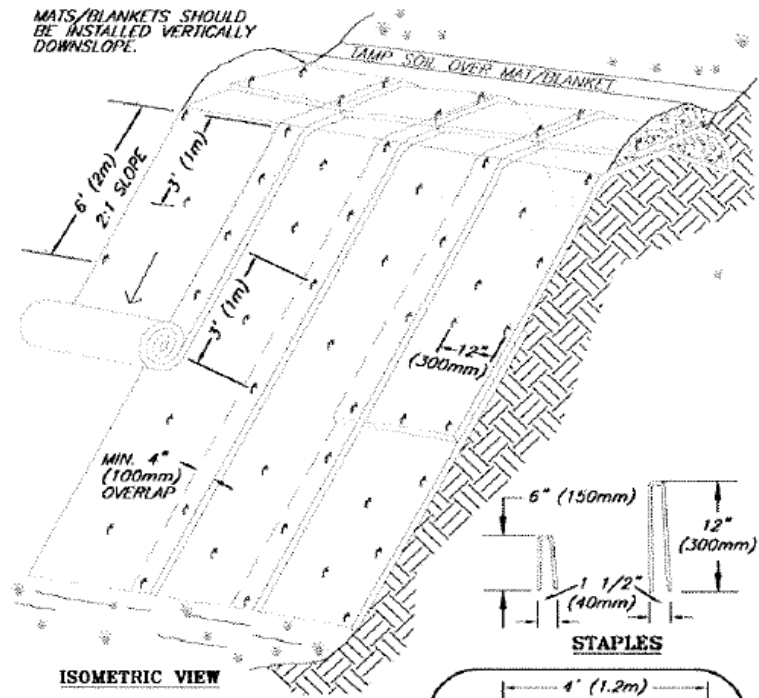 MATS/BLANKETS SHOULD
BE INSTALLED VERTICALLY
DOWNSLOPE.
TAMP SOIL OVER MAT/BLANKET
6' (2m)
2:1 SLOPE
3' (1m)
3' (1m)
12"
(300mm)
MIN. 4"
(100mm)
OVERLAP
6" (150mm)
12"
(300mm)
1 1/2"
(40mm)
STAPLES
ISOMETRIC VIEW
4' (1.2m)